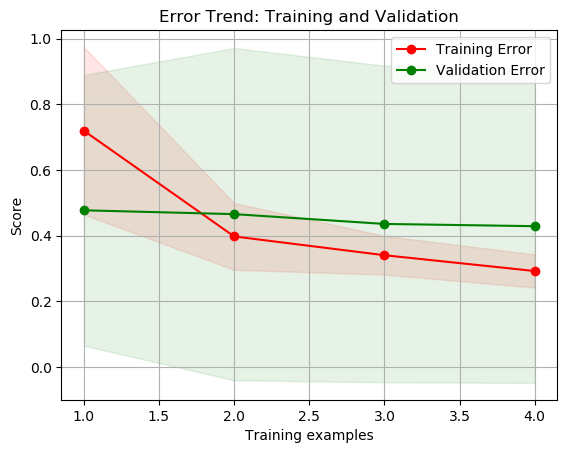 Error Trend: Training and Validation
Training Error
Validation Error
Score
1.0
0.8
0.6
0.4
0.2
0.0
1.0 1.5 2.0 2.5 3.0 3.5 4.0
Training examples